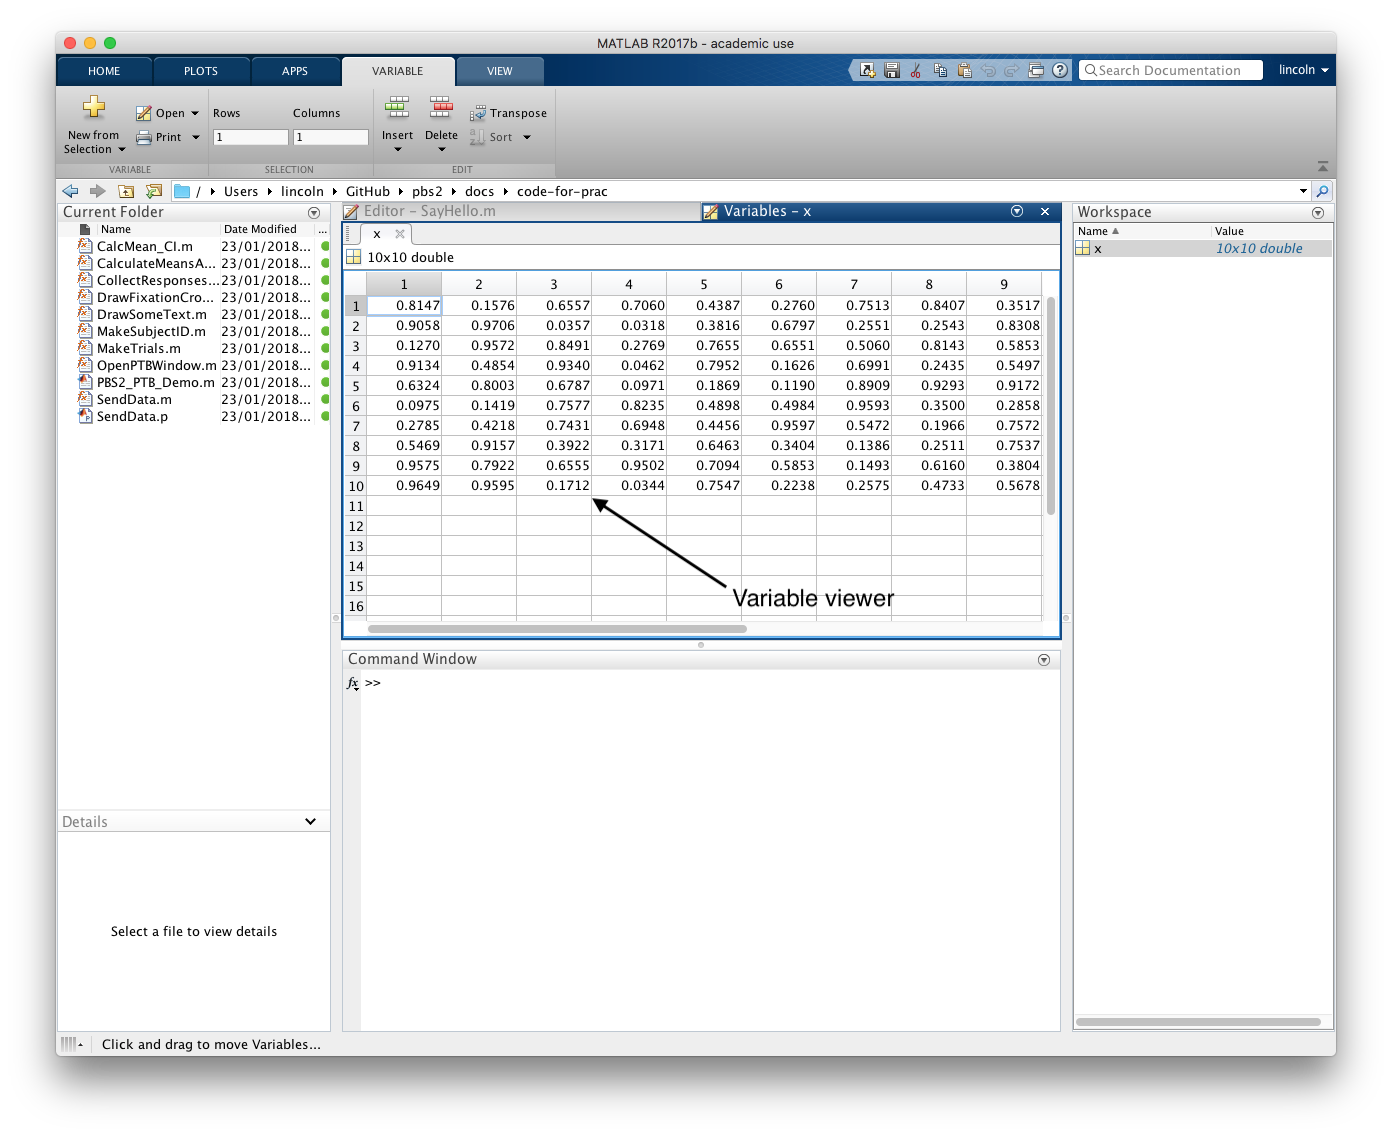 MATLAB R2017b - academic use
HOME PLOTS APPS VARIABLE VIEW Search Documentation lincoln
New from Selection Open Print Rows Columns 1 1 Insert Delete Transpose Sort
VARIABLE SELECTION EDIT
/ Users lincoln GitHub pbs2 docs code-for-prac
Current Folder
Name Date Modified ...
CalcMean_CI.m 23/01/2018...
CalculateMeansA... 23/01/2018...
CollectResponses... 23/01/2018...
DrawFixationCro... 23/01/2018...
DrawSomeText.m 23/01/2018...
MakeSubjectID.m 23/01/2018...
MakeTrials.m 23/01/2018...
OpenPTBWindow.m 23/01/2018...
PBS2_PTB_Demo.m 23/01/2018...
SendData.m 23/01/2018...
SendData.p 23/01/2018...
Details
Select a file to view details
Editor - SayHello.m Variables - x
x
10x10 double
1 2 3 4 5 6 7 8 9
1 0.8147 0.1576 0.6557 0.7060 0.4387 0.2760 0.7513 0.8407 0.3517
2 0.9058 0.9706 0.0357 0.0318 0.3816 0.6797 0.2551 0.2543 0.8308
3 0.1270 0.9572 0.8491 0.2769 0.7655 0.6551 0.5060 0.8143 0.5853
4 0.9134 0.4854 0.9340 0.0462 0.7952 0.1626 0.6991 0.2435 0.5497
5 0.6324 0.8003 0.6787 0.0971 0.1869 0.1190 0.8909 0.9293 0.9172
6 0.0975 0.1419 0.7577 0.8235 0.4898 0.4984 0.9593 0.3500 0.2858
7 0.2785 0.4218 0.7431 0.6948 0.4456 0.9597 0.5472 0.1966 0.7572
8 0.5469 0.9157 0.3922 0.3171 0.6463 0.3404 0.1386 0.2511 0.7537
9 0.9575 0.7922 0.6555 0.9502 0.7094 0.5853 0.1493 0.6160 0.3804
10 0.9649 0.9595 0.1712 0.0344 0.7547 0.2238 0.2575 0.4733 0.5678
11
12
13
14
15
16
Variable viewer
Command Window
fx >>
Workspace
Name Value
x 10x10 double
Click and drag to move Variables...